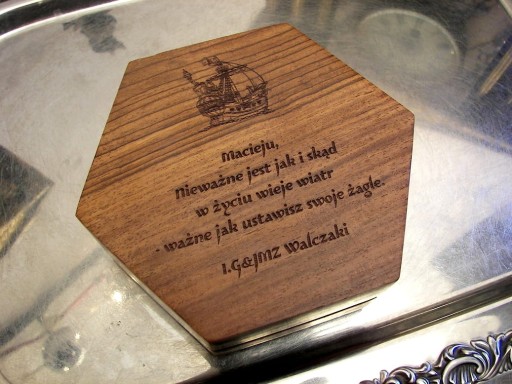 Macieju,
Nieważne jest jak i skąd
w życiu wieje wiatr
- ważne jak ustawisz swoje żagle.
I.G&JMZ Walczaki